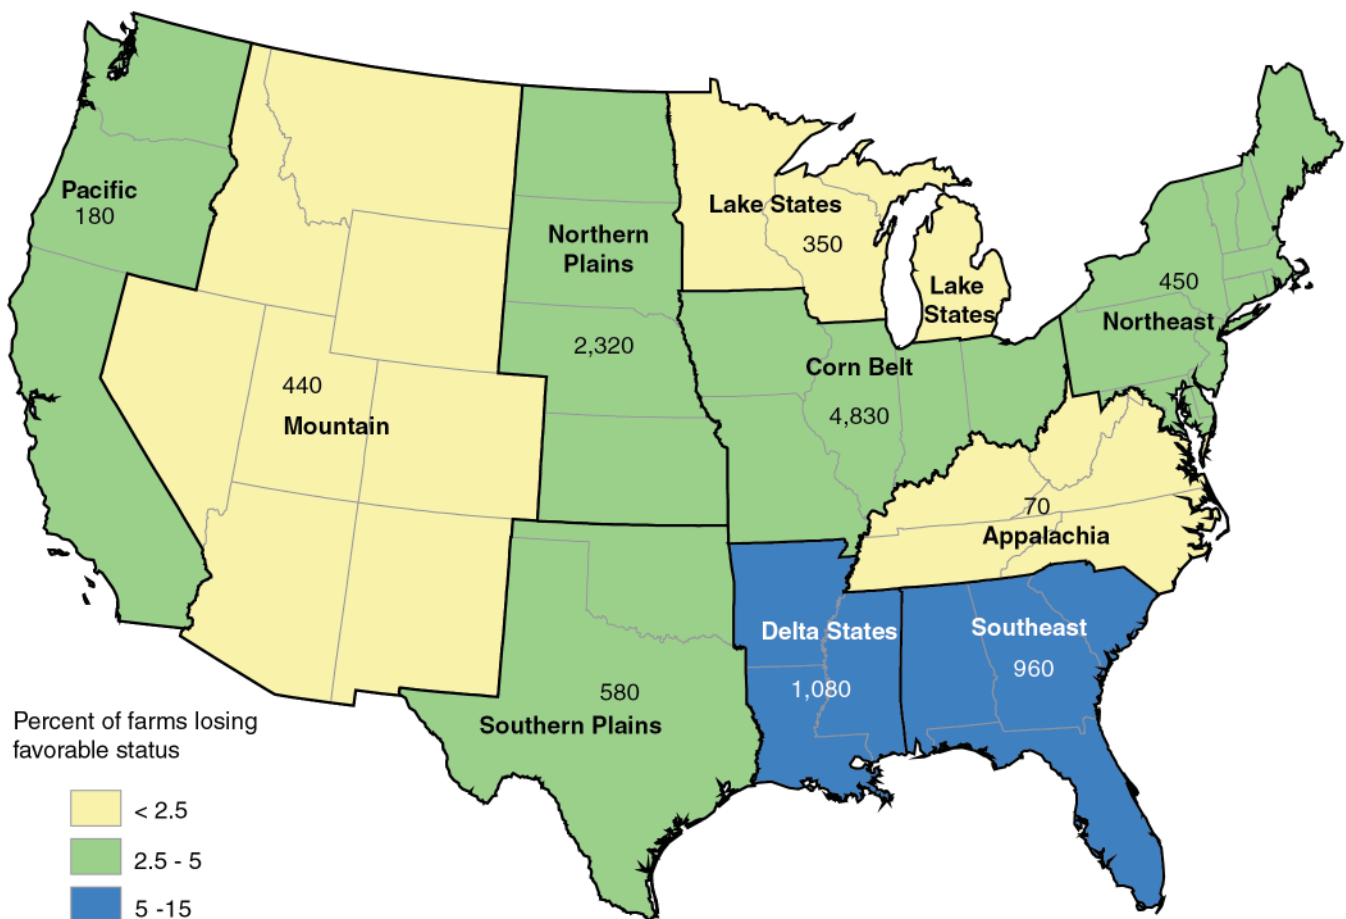 Pacific
180
Northern
Plains
2,320
Lake States
350
Lake
States
450
Northeast
Corn Belt
4,830
440
Mountain
70
Appalachia
Delta States
1,080
Southeast
960
580
Southern Plains
Percent of farms losing
favorable status
< 2.5
2.5 - 5
5 -15